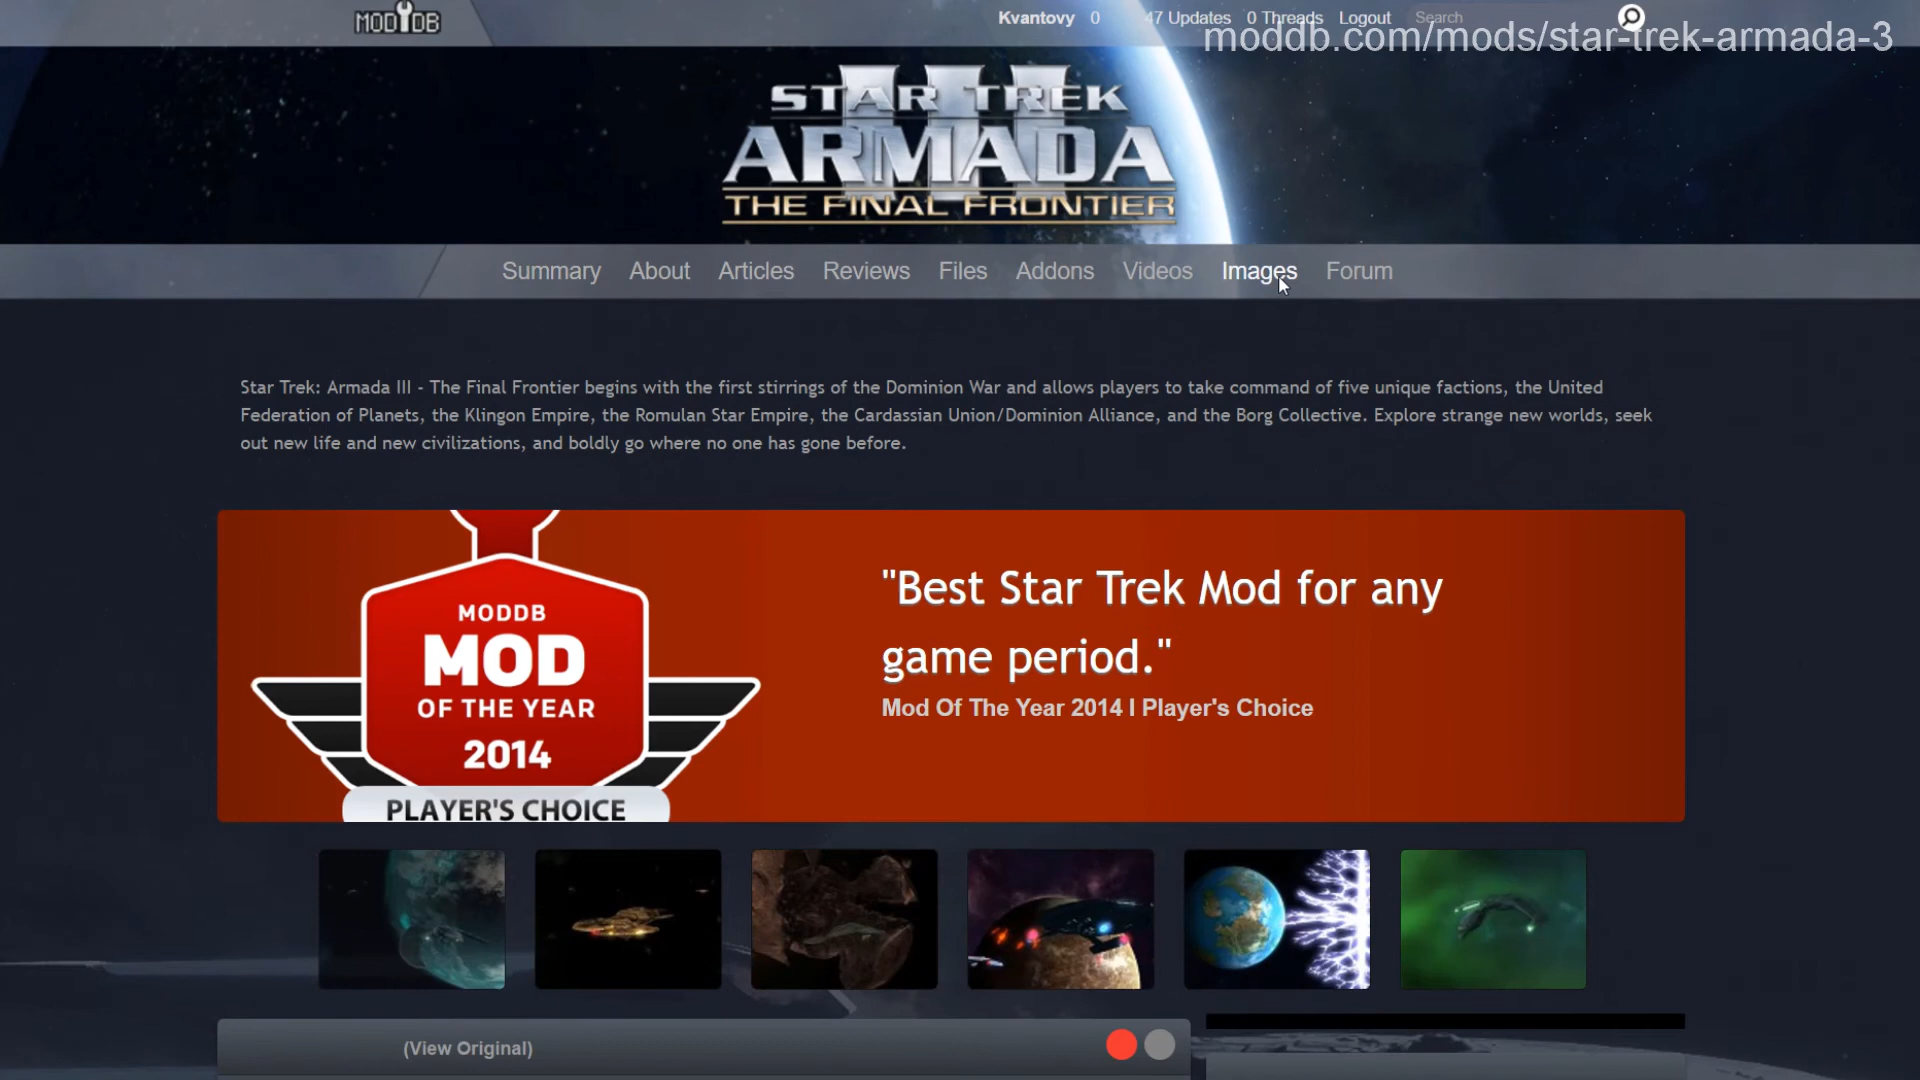 MODDB
Kvantovy 0 47 Updates 0 Threads Logout Search
moddb.com/mods/star-trek-armada-3
III
STAR TREK
ARMADA
THE FINAL FRONTIER
Summary About Articles Reviews Files Addons Videos Images Forum
Star Trek: Armada III - The Final Frontier begins with the first stirrings of the Dominion War and allows players to take command of five unique factions, the United
Federation of Planets, the Klingon Empire, the Romulan Star Empire, the Cardassian Union/Dominion Alliance, and the Borg Collective. Explore strange new worlds, seek
out new life and new civilizations, and boldly go where no one has gone before.
MODDB
MOD
OF THE YEAR
2014
PLAYER'S CHOICE
"Best Star Trek Mod for any
game period."
Mod Of The Year 2014 I Player's Choice
(View Original)